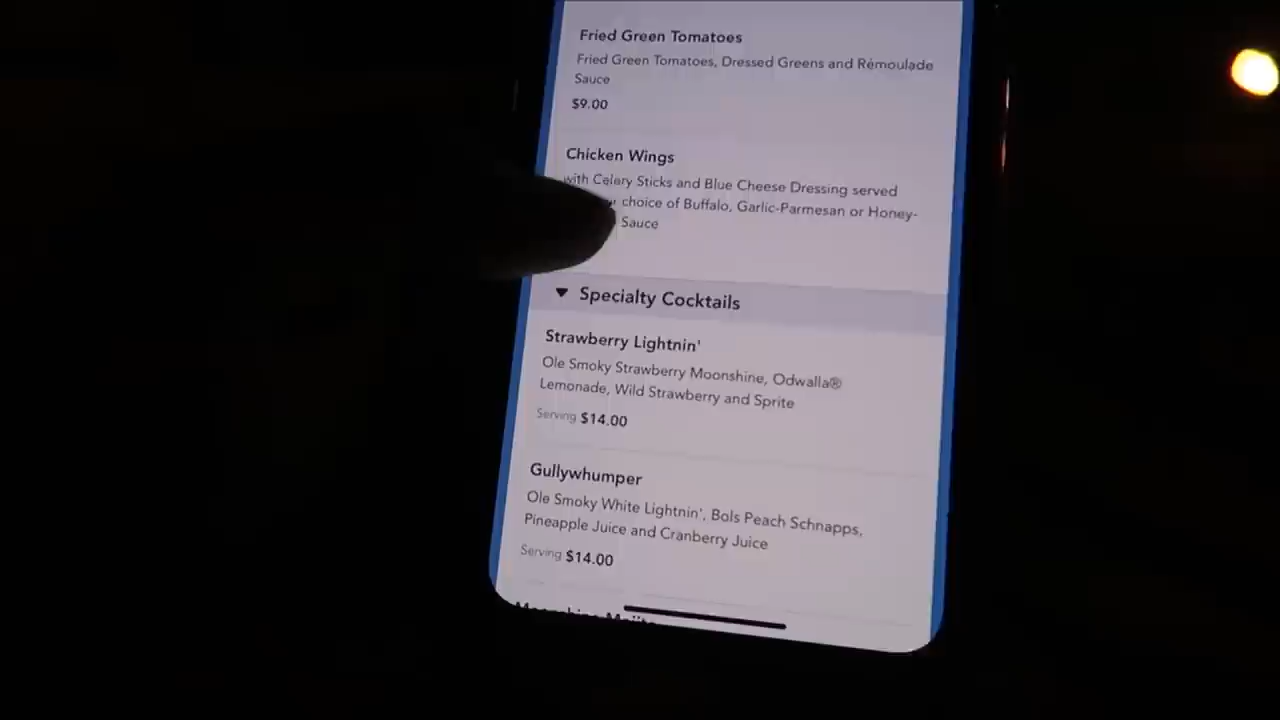 Fried Green Tomatoes
Fried Green Tomatoes, Dressed Greens and Rémoulade
Sauce
$9.00
Chicken Wings
with Celery Sticks and Blue Cheese Dressing served
choice of Buffalo, Garlic-Parmesan or Honey-
Sauce
Specialty Cocktails
Strawberry Lightnin'
Ole Smoky Strawberry Moonshine, Odwalla®
Lemonade, Wild Strawberry and Sprite
Serving $14.00
Gullywhumper
Ole Smoky White Lightnin', Bols Peach Schnapps,
Pineapple Juice and Cranberry Juice
Serving $14.00